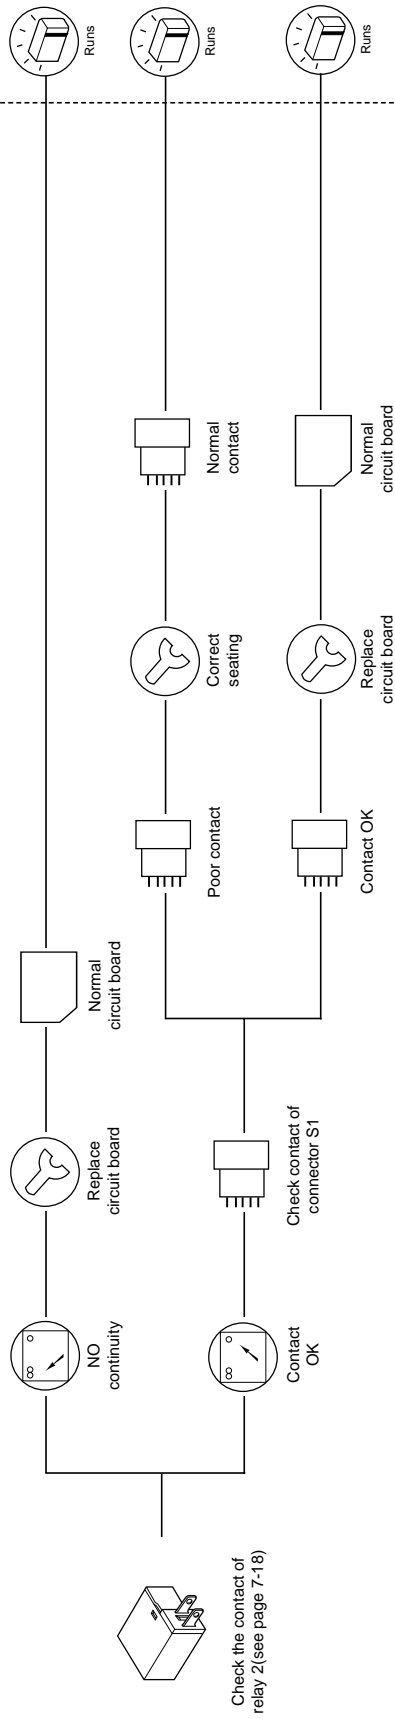 Check the contact of
relay 2(see page 7-18)
NO
continuity
Replace
circuit board
Normal
circuit board
Runs
Contact
OK
Check contact of
connector S1
Poor contact
Correct
seating
Normal
contact
Runs
Contact OK
Replace
circuit board
Normal
circuit board
Runs